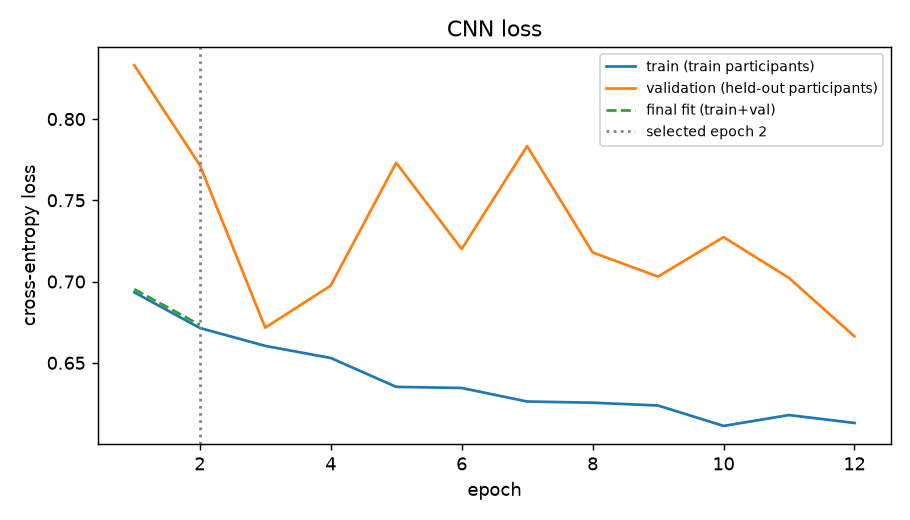 CNN loss
train (train participants)
validation (held-out participants)
final fit (train+val)
selected epoch 2
cross-entropy loss
0.80
0.75
0.70
0.65
2 4 6 8 10 12
epoch